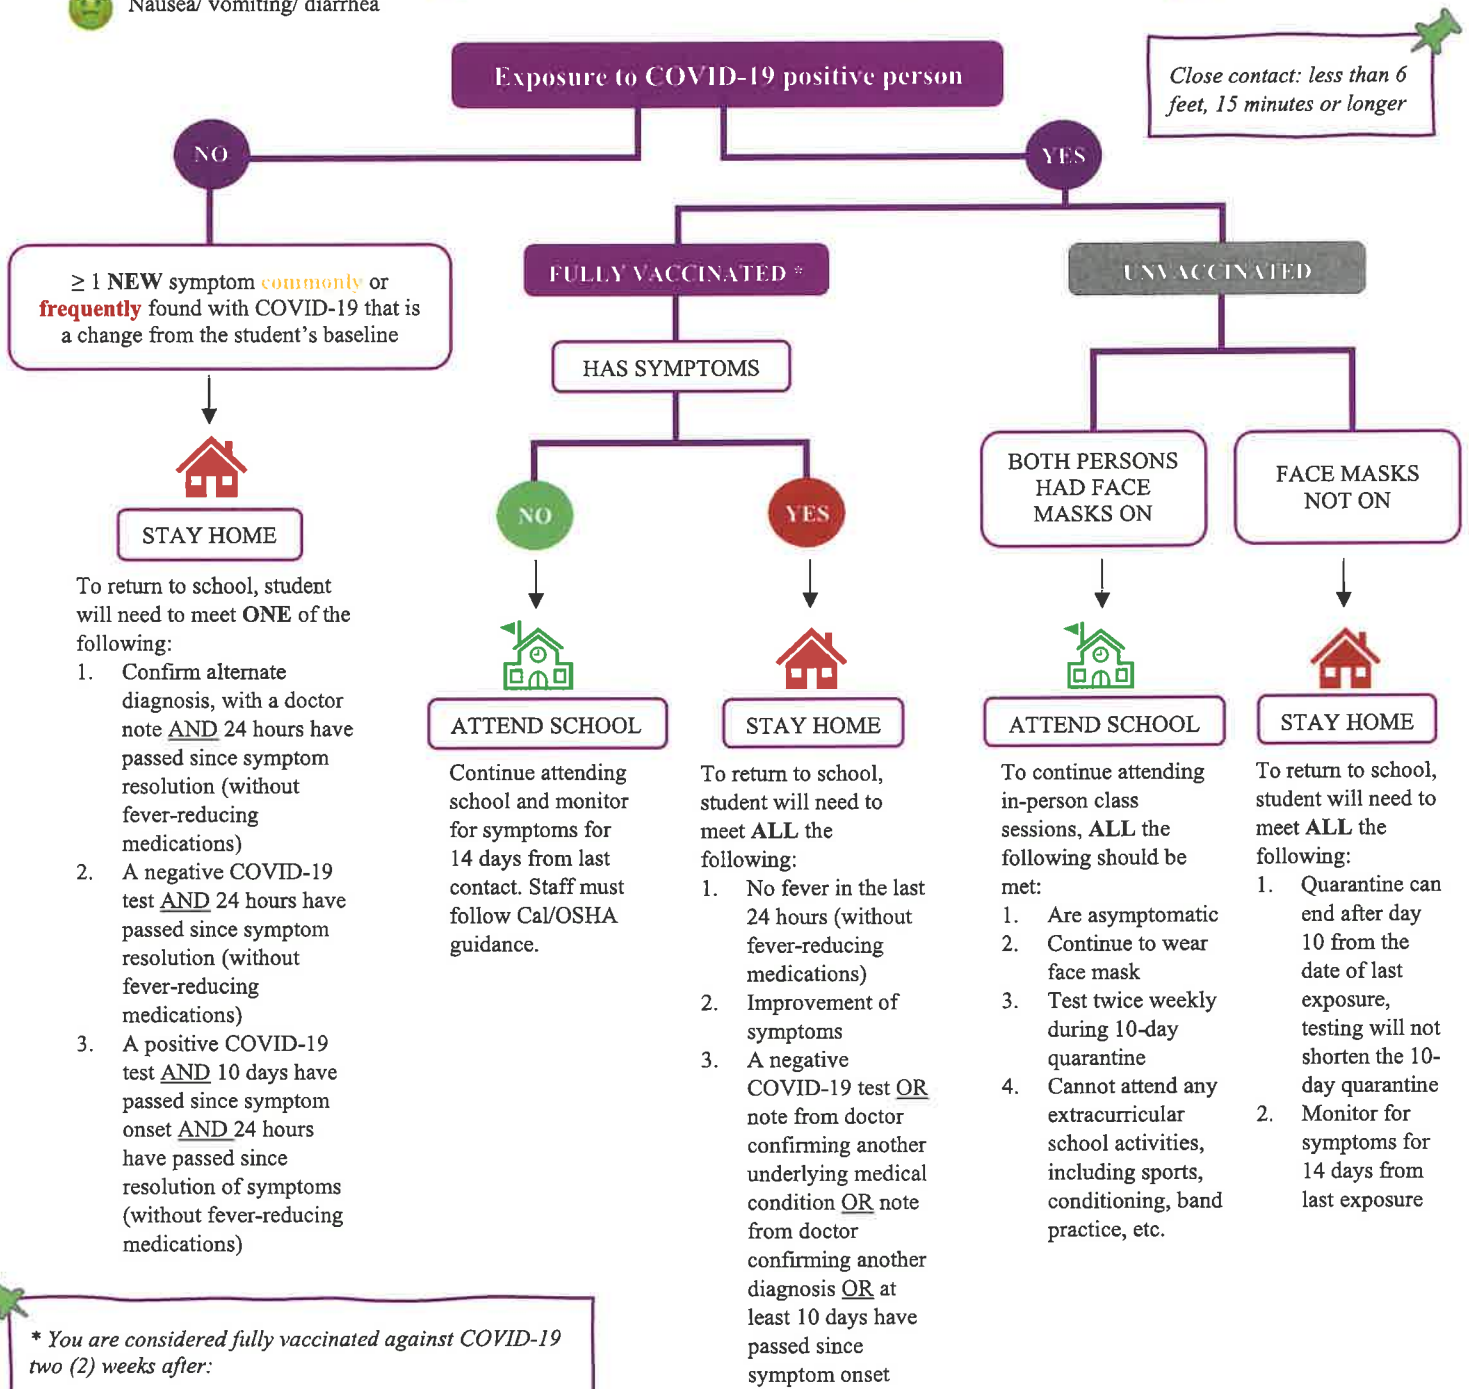 Nausea/ vomiting/ diarrhea
Exposure to COVID-19 positive person
Close contact: less than 6
feet, 15 minutes or longer
NO
YES
≥ 1 NEW symptom commonly or
frequently found with COVID-19 that is
a change from the student's baseline
STAY HOME
To return to school, student
will need to meet ONE of the
following:
1. Confirm alternate
diagnosis, with a doctor
note AND 24 hours have
passed since symptom
resolution (without
fever-reducing
medications)
2. A negative COVID-19
test AND 24 hours have
passed since symptom
resolution (without
fever-reducing
medications)
3. A positive COVID-19
test AND 10 days have
passed since symptom
onset AND 24 hours
have passed since
resolution of symptoms
(without fever-reducing
medications)
FULLY VACCINATED *
HAS SYMPTOMS
NO
ATTEND SCHOOL
Continue attending
school and monitor
for symptoms for
14 days from last
contact. Staff must
follow Cal/OSHA
guidance.
YES
STAY HOME
To return to school,
student will need to
meet ALL the
following:
1. No fever in the last
24 hours (without
fever-reducing
medications)
2. Improvement of
symptoms
3. A negative
COVID-19 test OR
note from doctor
confirming another
underlying medical
condition OR note
from doctor
confirming another
diagnosis OR at
least 10 days have
passed since
symptom onset
UNVACCINATED
BOTH PERSONS
HAD FACE
MASKS ON
ATTEND SCHOOL
To continue attending
in-person class
sessions, ALL the
following should be
met:
1. Are asymptomatic
2. Continue to wear
face mask
3. Test twice weekly
during 10-day
quarantine
4. Cannot attend any
extracurricular
school activities,
including sports,
conditioning, band
practice, etc.
FACE MASKS
NOT ON
STAY HOME
To return to school,
student will need to
meet ALL the
following:
1. Quarantine can
end after day
10 from the
date of last
exposure,
testing will not
shorten the 10-
day quarantine
2. Monitor for
symptoms for
14 days from
last exposure
* You are considered fully vaccinated against COVID-19
two (2) weeks after: